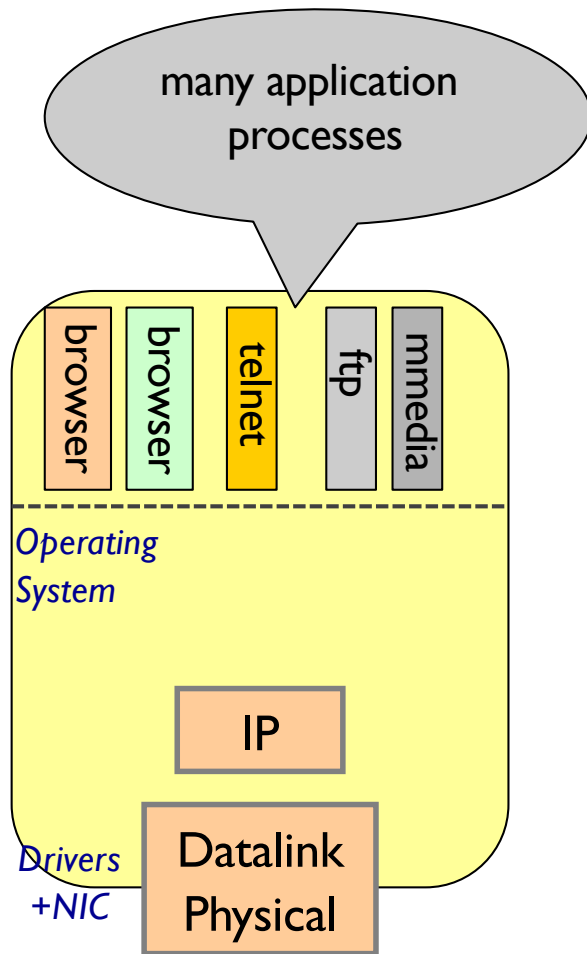 many application
processes
browser
browser
telnet
ftp
mmedia
Operating
System
IP
Drivers
+NIC
Datalink
Physical